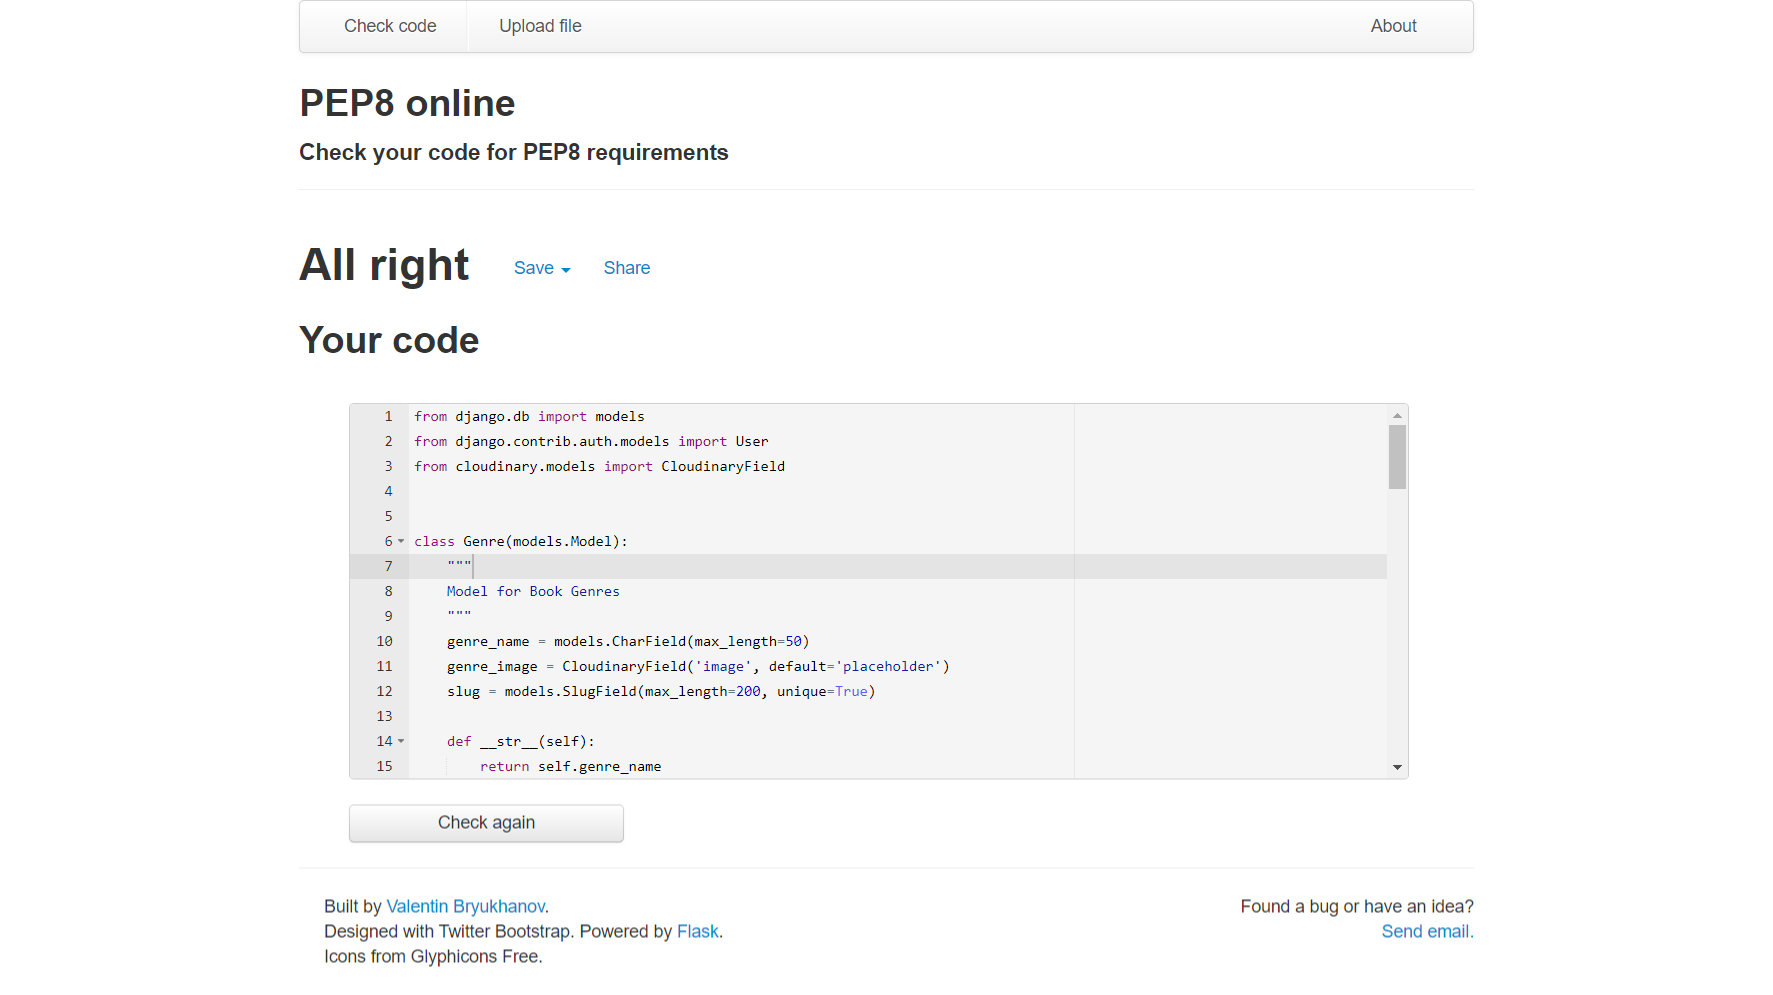 Check code Upload file About
PEP8 online
Check your code for PEP8 requirements
All right Save Share
Your code
1 from django.db import models
2 from django.contrib.auth.models import User
3 from cloudinary.models import CloudinaryField
4
5
6 class Genre(models.Model):
7 """
8 Model for Book Genres
9 """
10 genre_name = models.CharField(max_length=50)
11 genre_image = CloudinaryField('image', default='placeholder')
12 slug = models.SlugField(max_length=200, unique=True)
13
14 def __str__(self):
15 return self.genre_name
Check again
Built by Valentin Bryukhanov. Found a bug or have an idea?
Designed with Twitter Bootstrap. Powered by Flask. Send email.
Icons from Glyphicons Free.